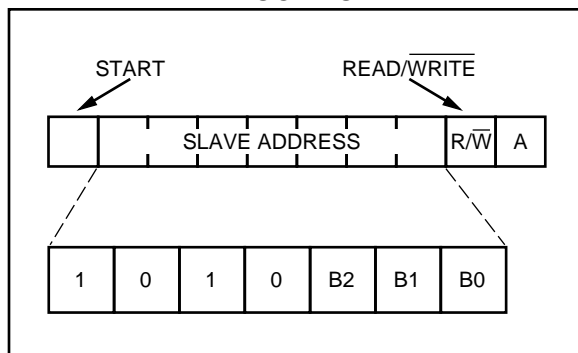 START READ/WRITE
SLAVE ADDRESS R/W A
1 0 1 0 B2 B1 B0